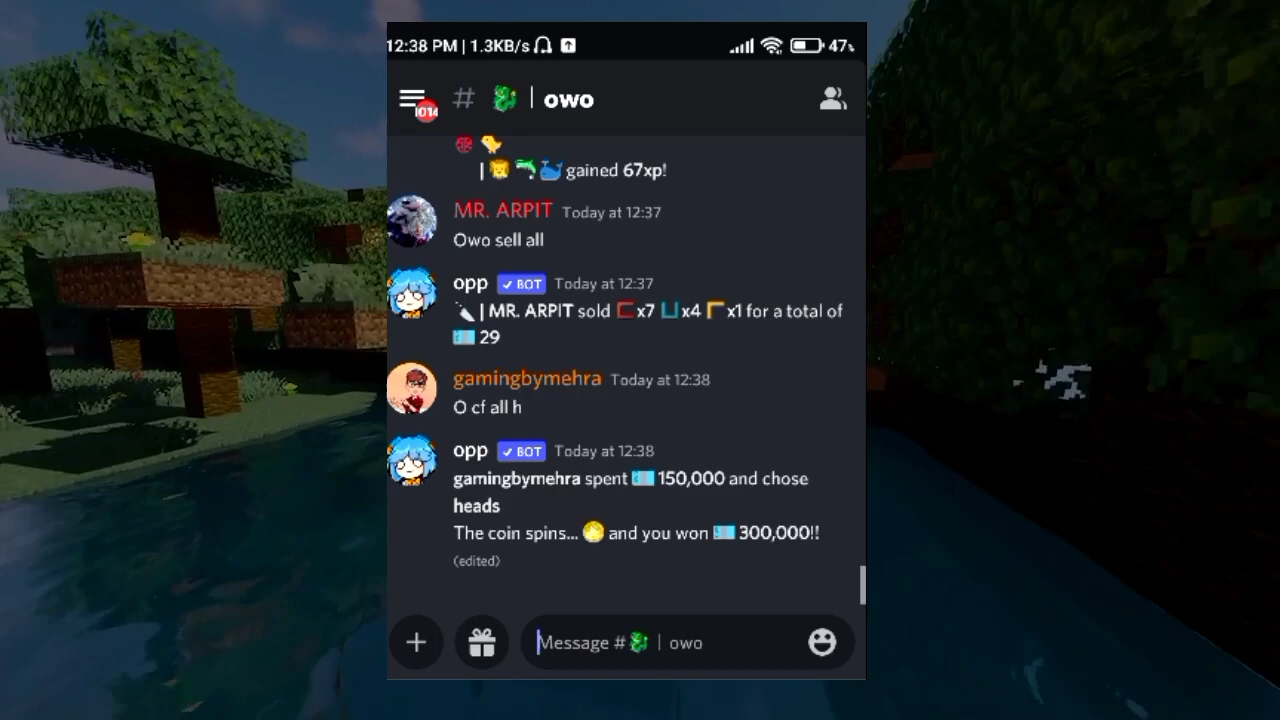 12:38 PM | 1.3KB/s 47%
1014 # 🐉 | owo
| 🦁 🐬 🐳 gained 67xp!
MR. ARPIT Today at 12:37
Owo sell all
opp ✓ BOT Today at 12:37
| MR. ARPIT sold x7 x4 x1 for a total of
29
gamingbymehra Today at 12:38
O cf all h
opp ✓ BOT Today at 12:38
gamingbymehra spent 150,000 and chose
heads
The coin spins... and you won 300,000!!
(edited)
Message #🐉 | owo